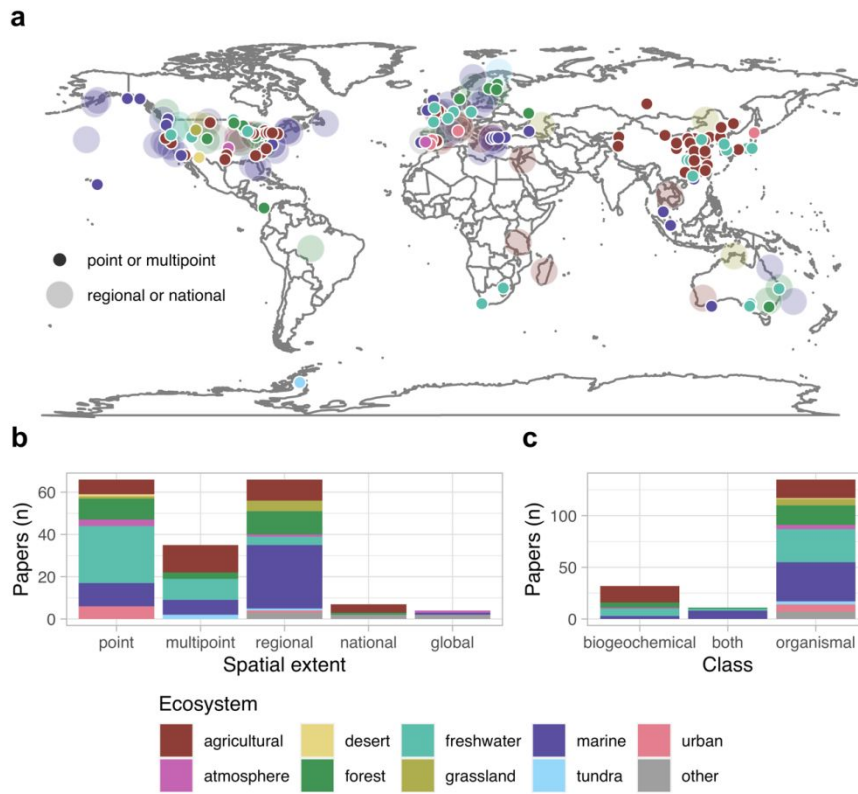 a
point or multipoint
regional or national
b
c
Papers (n)
60
40
20
0
point multipoint regional national global
Spatial extent
Papers (n)
100
50
0
biogeochemical both organismal
Class
Ecosystem
agricultural desert freshwater marine urban
atmosphere forest grassland tundra other